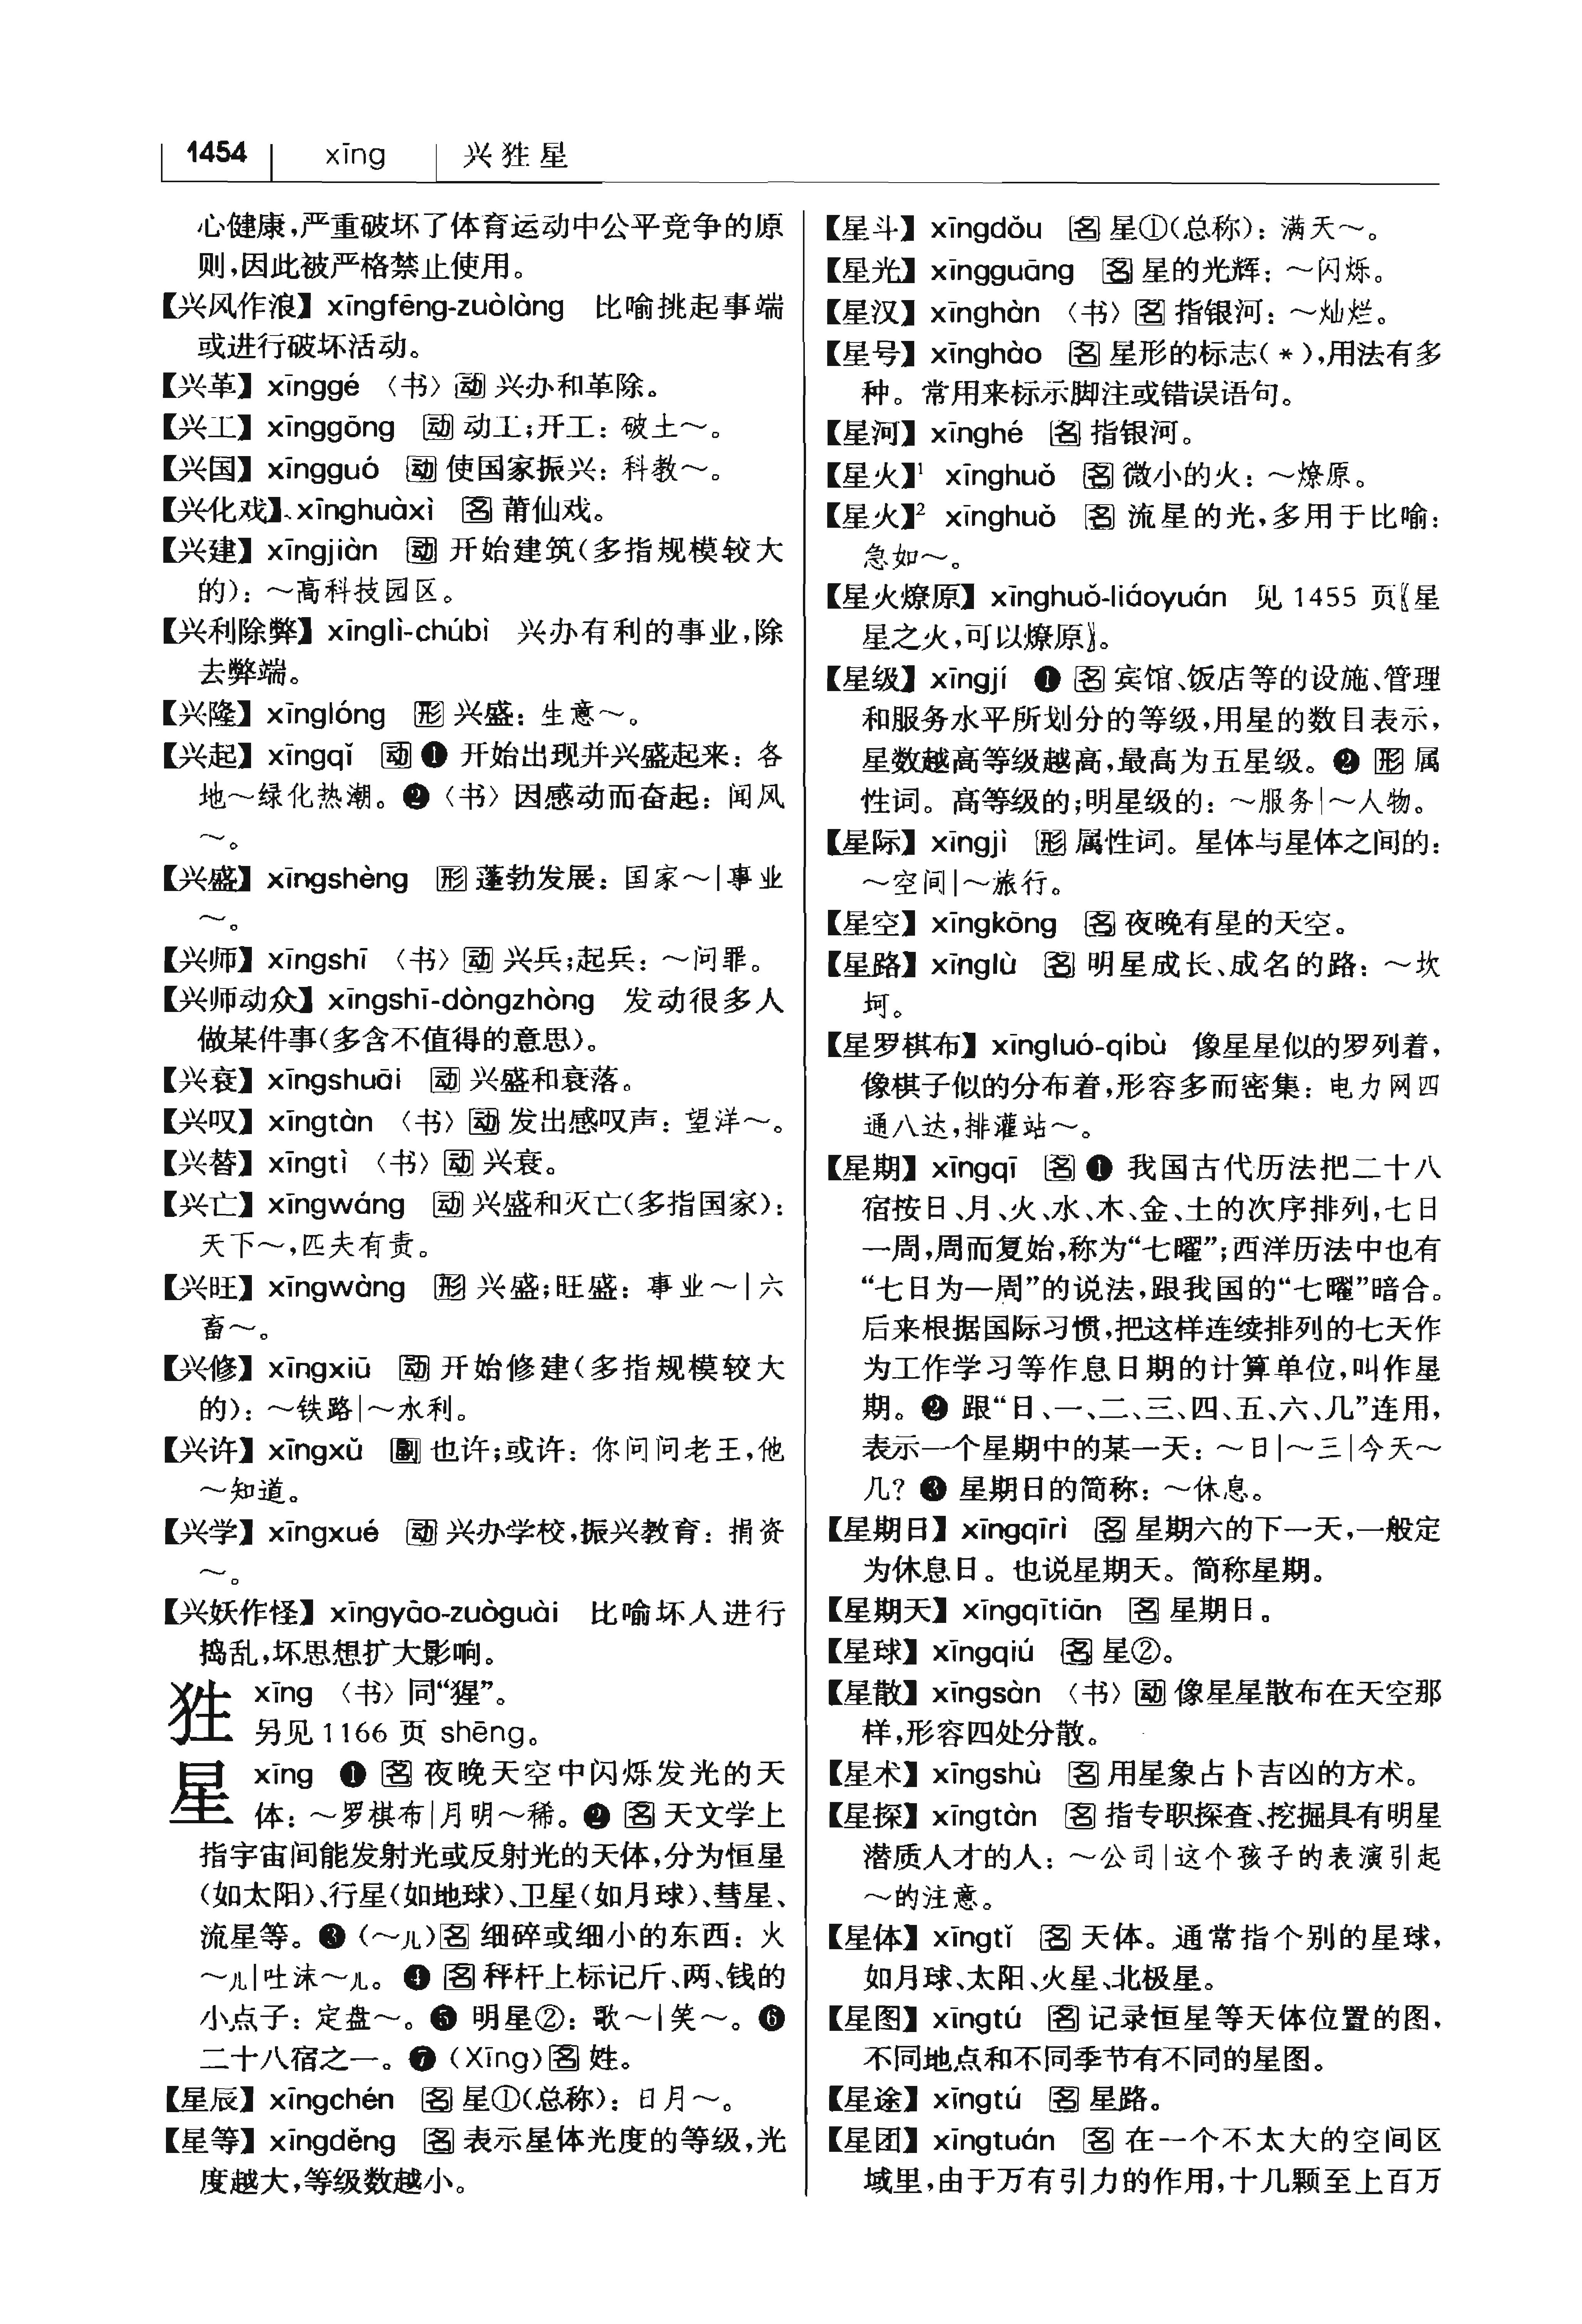 1454 xīng 兴狌星
心健康,严重破坏了体育运动中公平竞争的原
则,因此被严格禁止使用。
【兴风作浪】xīngfēng-zuòlàng 比喻挑起事端
或进行破坏活动。
【兴革】xīnggé 〈书〉动 兴办和革除。
【兴工】xīnggōng 动 动工;开工:破土～。
【兴国】xīngguó 动 使国家振兴:科教～。
【兴化戏】xīnghuàxì 名 莆仙戏。
【兴建】xīngjiàn 动 开始建筑(多指规模较大
的):～高科技园区。
【兴利除弊】xīnglì-chúbì 兴办有利的事业,除
去弊端。
【兴隆】xīnglóng 形 兴盛:生意～。
【兴起】xīngqǐ 动 ❶ 开始出现并兴盛起来:各
地～绿化热潮。❷〈书〉因感动而奋起:闻风
～。
【兴盛】xīngshèng 形 蓬勃发展:国家～|事业
～。
【兴师】xīngshī 〈书〉动 兴兵;起兵:～问罪。
【兴师动众】xīngshī-dòngzhòng 发动很多人
做某件事(多含不值得的意思)。
【兴衰】xīngshuāi 动 兴盛和衰落。
【兴叹】xīngtàn 〈书〉动 发出感叹声:望洋～。
【兴替】xīngtì 〈书〉动 兴衰。
【兴亡】xīngwáng 动 兴盛和灭亡(多指国家):
天下～,匹夫有责。
【兴旺】xīngwàng 形 兴盛;旺盛:事业～|六
畜～。
【兴修】xīngxiū 动 开始修建(多指规模较大
的):～铁路|～水利。
【兴许】xīngxǔ 副 也许;或许:你问问老王,他
～知道。
【兴学】xīngxué 动 兴办学校,振兴教育:捐资
～。
【兴妖作怪】xīngyāo-zuòguài 比喻坏人进行
捣乱,坏思想扩大影响。
狌 xīng 〈书〉同“猩”。
另见1166 页 shēng。
星 xīng ❶ 名 夜晚天空中闪烁发光的天
体:～罗棋布|月明～稀。❷ 名 天文学上
指宇宙间能发射光或反射光的天体,分为恒星
(如太阳)、行星(如地球)、卫星(如月球)、彗星、
流星等。❸(～儿)名 细碎或细小的东西:火
～儿|吐沫～儿。❹ 名 秤杆上标记斤、两、钱的
小点子:定盘～。❺ 明星②:歌～|笑～。❻
二十八宿之一。❼(Xīng)名 姓。
【星辰】xīngchén 名 星①(总称):日月～。
【星等】xīngděng 名 表示星体光度的等级,光
度越大,等级数越小。
【星斗】xīngdǒu 名 星①(总称):满天～。
【星光】xīngguāng 名 星的光辉:～闪烁。
【星汉】xīnghàn 〈书〉名 指银河:～灿烂。
【星号】xīnghào 名 星形的标志(*),用法有多
种。常用来标示脚注或错误语句。
【星河】xīnghé 名 指银河。
【星火】¹ xīnghuǒ 名 微小的火:～燎原。
【星火】² xīnghuǒ 名 流星的光,多用于比喻:
急如～。
【星火燎原】xīnghuǒ-liáoyuán 见 1455 页〖星
星之火,可以燎原〗。
【星级】xīngjí ❶ 名 宾馆、饭店等的设施、管理
和服务水平所划分的等级,用星的数目表示,
星数越高等级越高,最高为五星级。❷ 形 属
性词。高等级的;明星级的:～服务|～人物。
【星际】xīngjì 形 属性词。星体与星体之间的:
～空间|～旅行。
【星空】xīngkōng 名 夜晚有星的天空。
【星路】xīnglù 名 明星成长、成名的路:～坎
坷。
【星罗棋布】xīngluó-qíbù 像星星似的罗列着,
像棋子似的分布着,形容多而密集:电力网四
通八达,排灌站～。
【星期】xīngqī 名 ❶ 我国古代历法把二十八
宿按日、月、火、水、木、金、土的次序排列,七日
一周,周而复始,称为“七曜”;西洋历法中也有
“七日为一周”的说法,跟我国的“七曜”暗合。
后来根据国际习惯,把这样连续排列的七天作
为工作学习等作息日期的计算单位,叫作星
期。❷ 跟“日、一、二、三、四、五、六、几”连用,
表示一个星期中的某一天:～日|～三|今天～
几? ❸ 星期日的简称:～休息。
【星期日】xīngqīrì 名 星期六的下一天,一般定
为休息日。也说星期天。简称星期。
【星期天】xīngqītiān 名 星期日。
【星球】xīngqiú 名 星②。
【星散】xīngsàn 〈书〉动 像星星散布在天空那
样,形容四处分散。
【星术】xīngshù 名 用星象占卜吉凶的方术。
【星探】xīngtàn 名 指专职探查、挖掘具有明星
潜质人才的人:～公司|这个孩子的表演引起
～的注意。
【星体】xīngtǐ 名 天体。通常指个别的星球,
如月球、太阳、火星、北极星。
【星图】xīngtú 名 记录恒星等天体位置的图,
不同地点和不同季节有不同的星图。
【星途】xīngtú 名 星路。
【星团】xīngtuán 名 在一个不太大的空间区
域里,由于万有引力的作用,十几颗至上百万